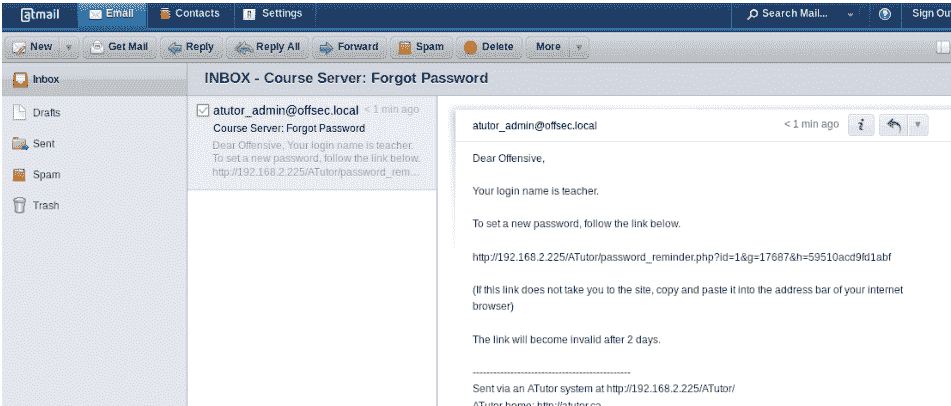 @tmail Email Contacts Settings Search Mail... Sign Ou
New Get Mail Reply Reply All Forward Spam Delete More
Inbox
Drafts
Sent
Spam
Trash
INBOX - Course Server: Forgot Password
atutor_admin@offsec.local < 1 min ago
Course Server: Forgot Password
Dear Offensive, Your login name is teacher.
To set a new password, follow the link below.
http://192.168.2.225/ATutor/password_rem...
atutor_admin@offsec.local < 1 min ago
Dear Offensive,
Your login name is teacher.
To set a new password, follow the link below.
http://192.168.2.225/ATutor/password_reminder.php?id=1&g=17687&h=59510acd9fd1abf
(If this link does not take you to the site, copy and paste it into the address bar of your internet
browser)
The link will become invalid after 2 days.
----------------------------------------------
Sent via an ATutor system at http://192.168.2.225/ATutor/
ATutor home: http://atutor.ca